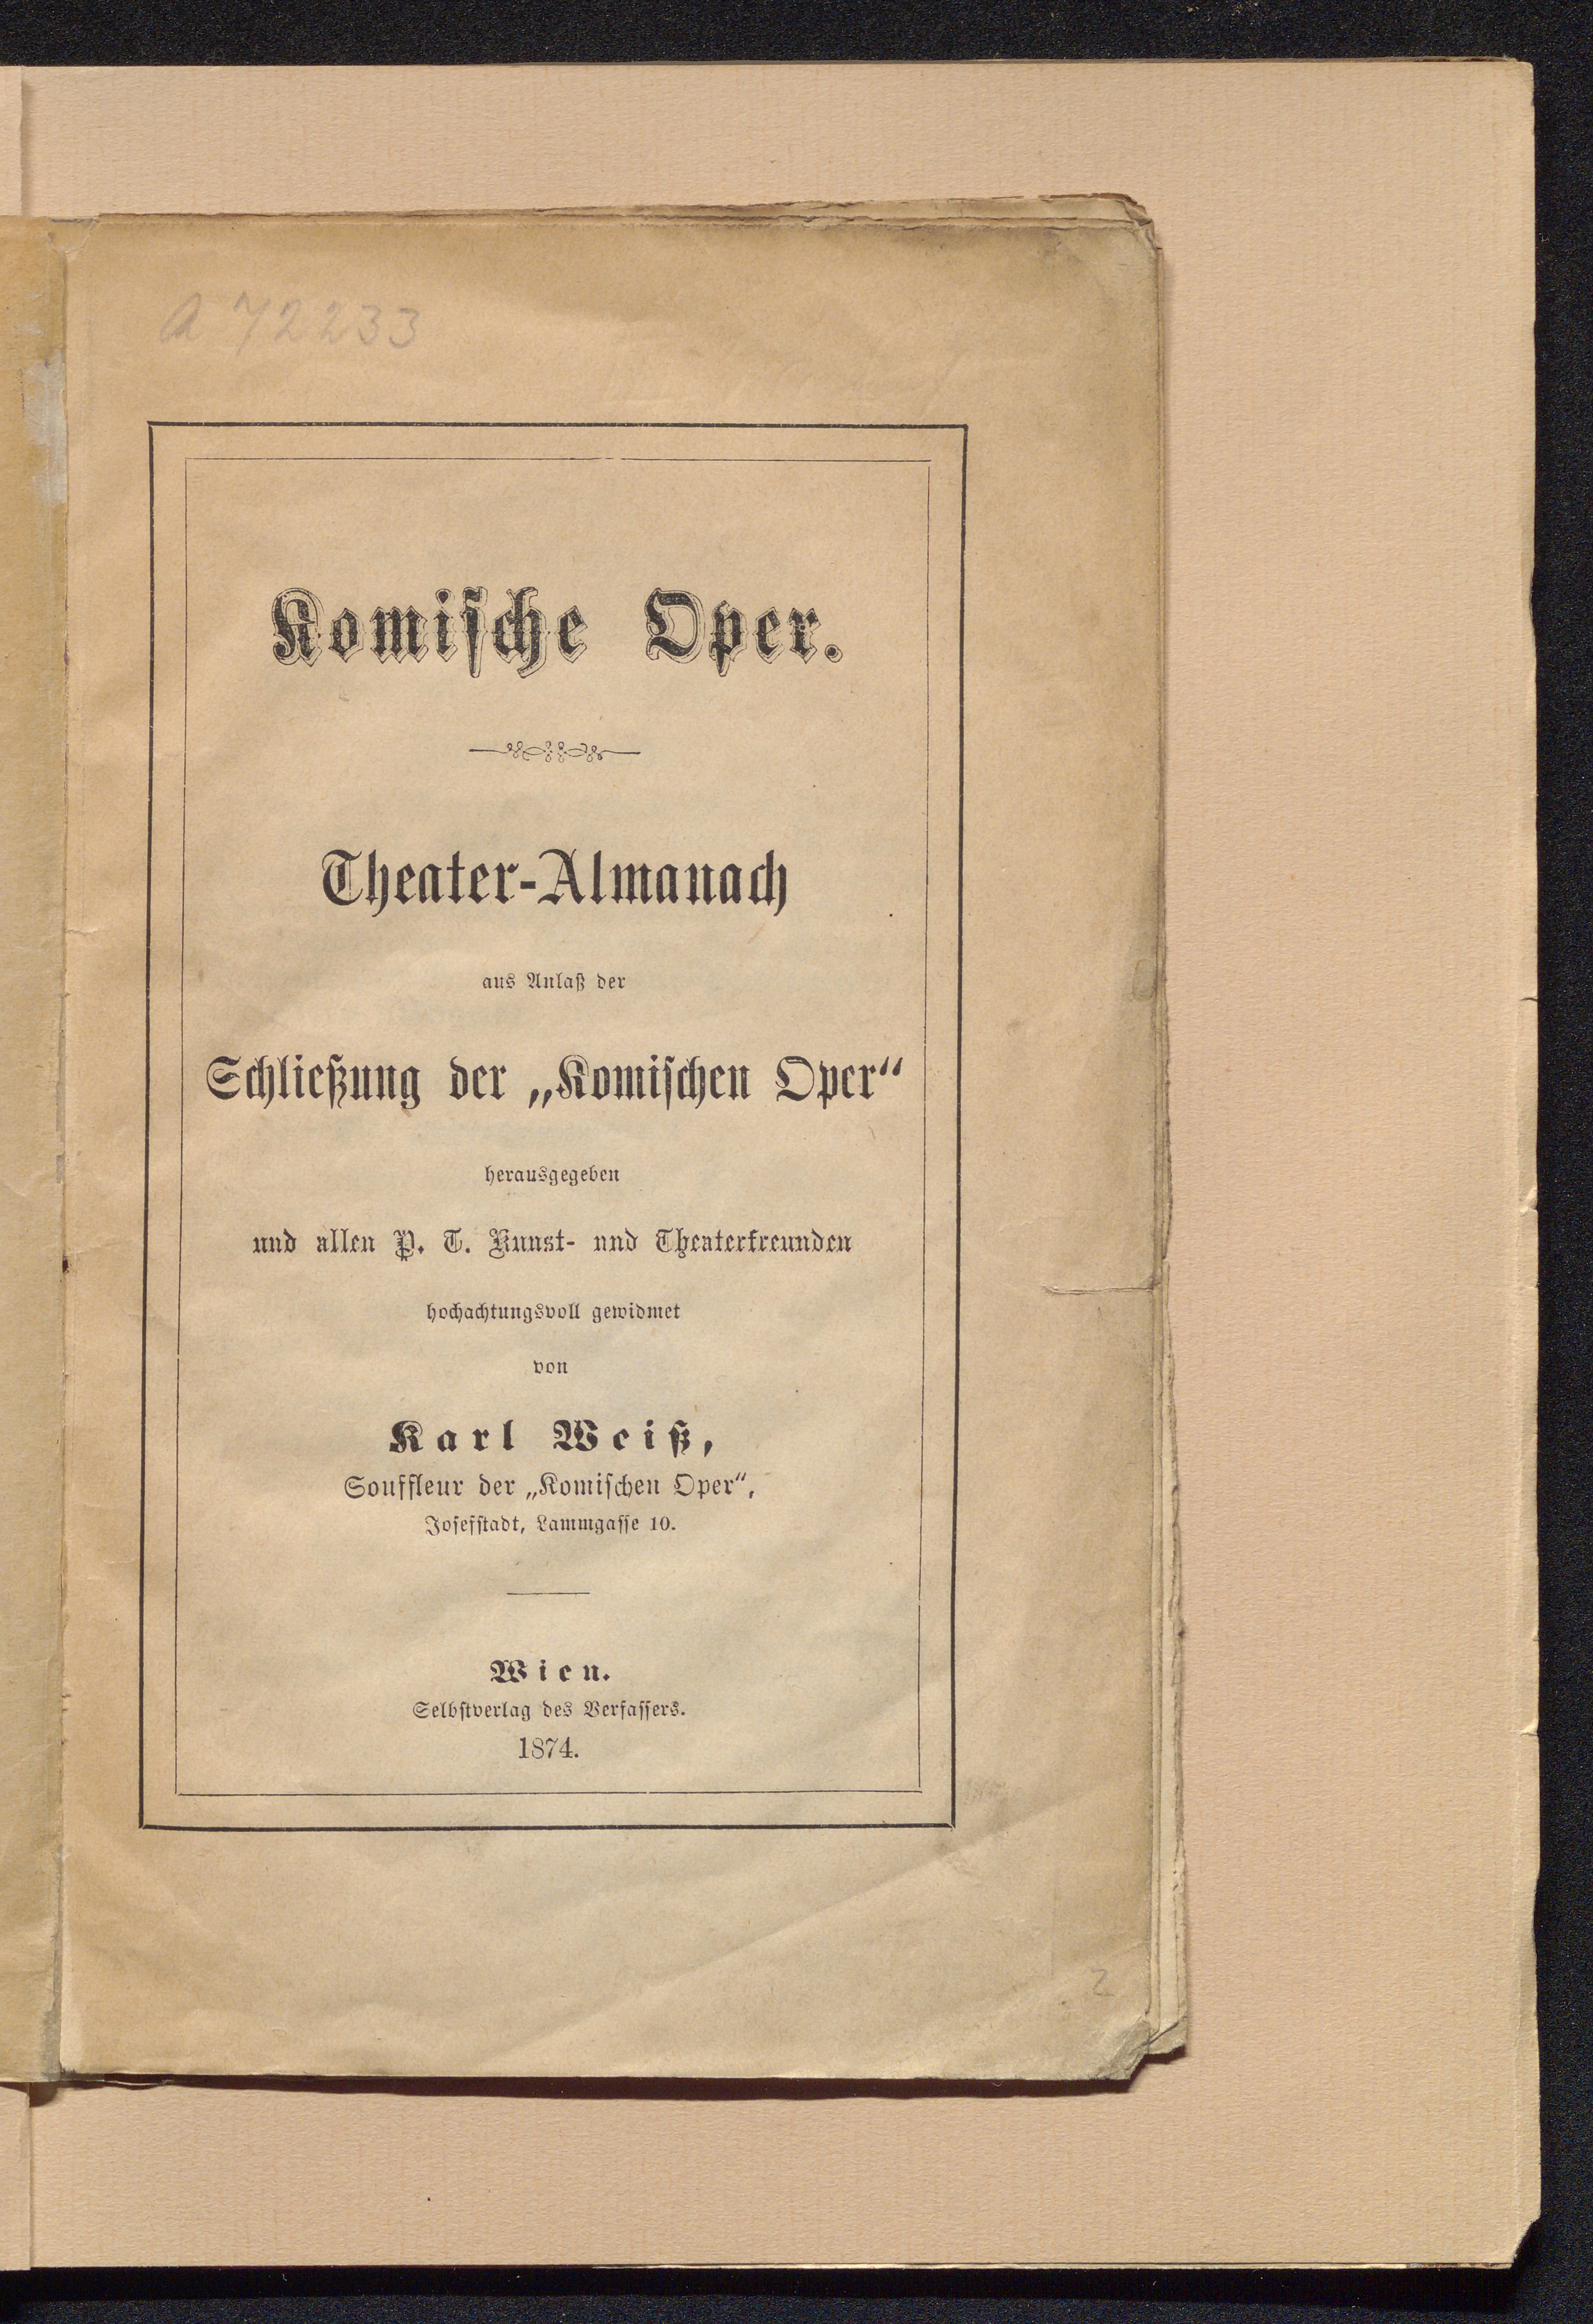 A 72233
Komische Oper.
Theater-Almanach
aus Anlaß der
Schließung der „Komischen Oper“
herausgegeben
und allen P. T. Kunst- und Theaterfreunden
hochachtungsvoll gewidmet
von
Karl Weiß,
Souffleur der „Komischen Oper“,
Josefstadt, Lammgasse 10.
Wien.
Selbstverlag des Verfassers.
1874.
2